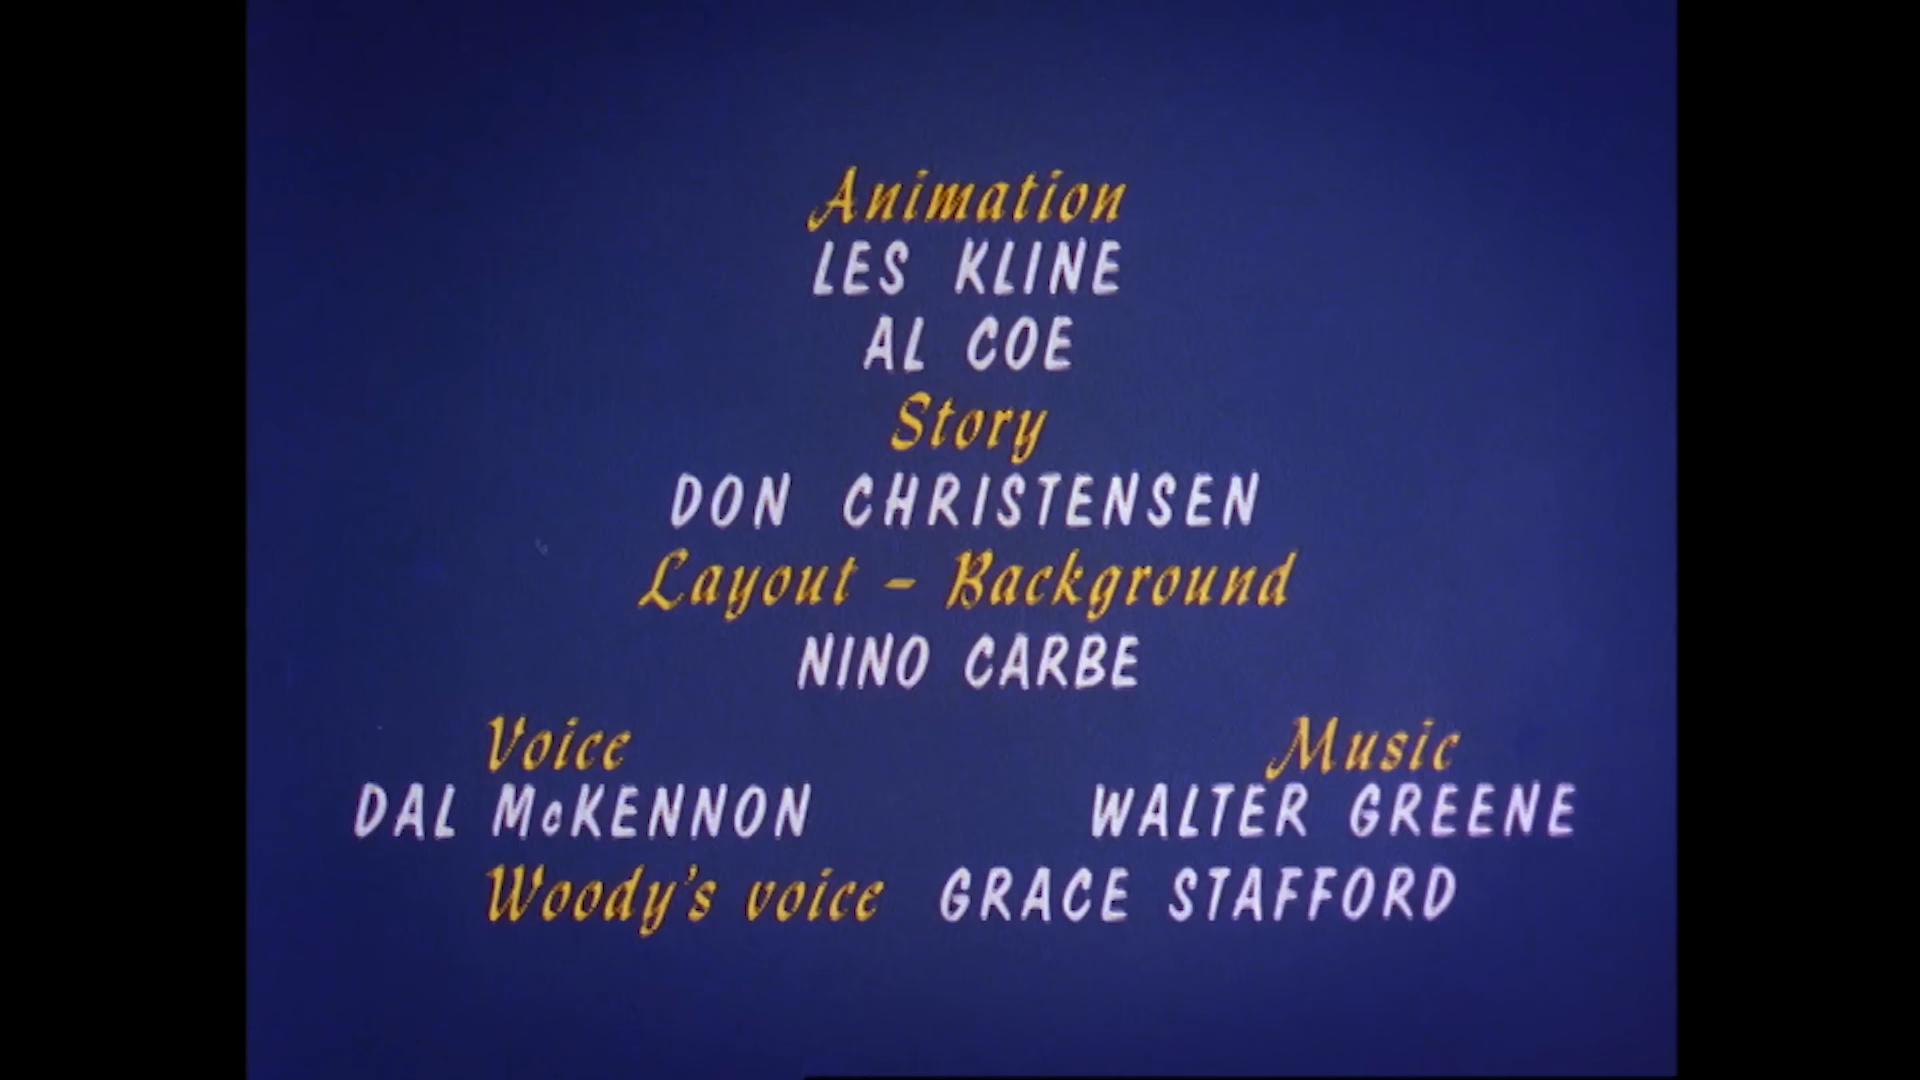 Animation
LES KLINE
AL COE
Story
DON CHRISTENSEN
Layout - Background
NINO CARBE
Voice Music
DAL McKENNON WALTER GREENE
Woody's voice GRACE STAFFORD